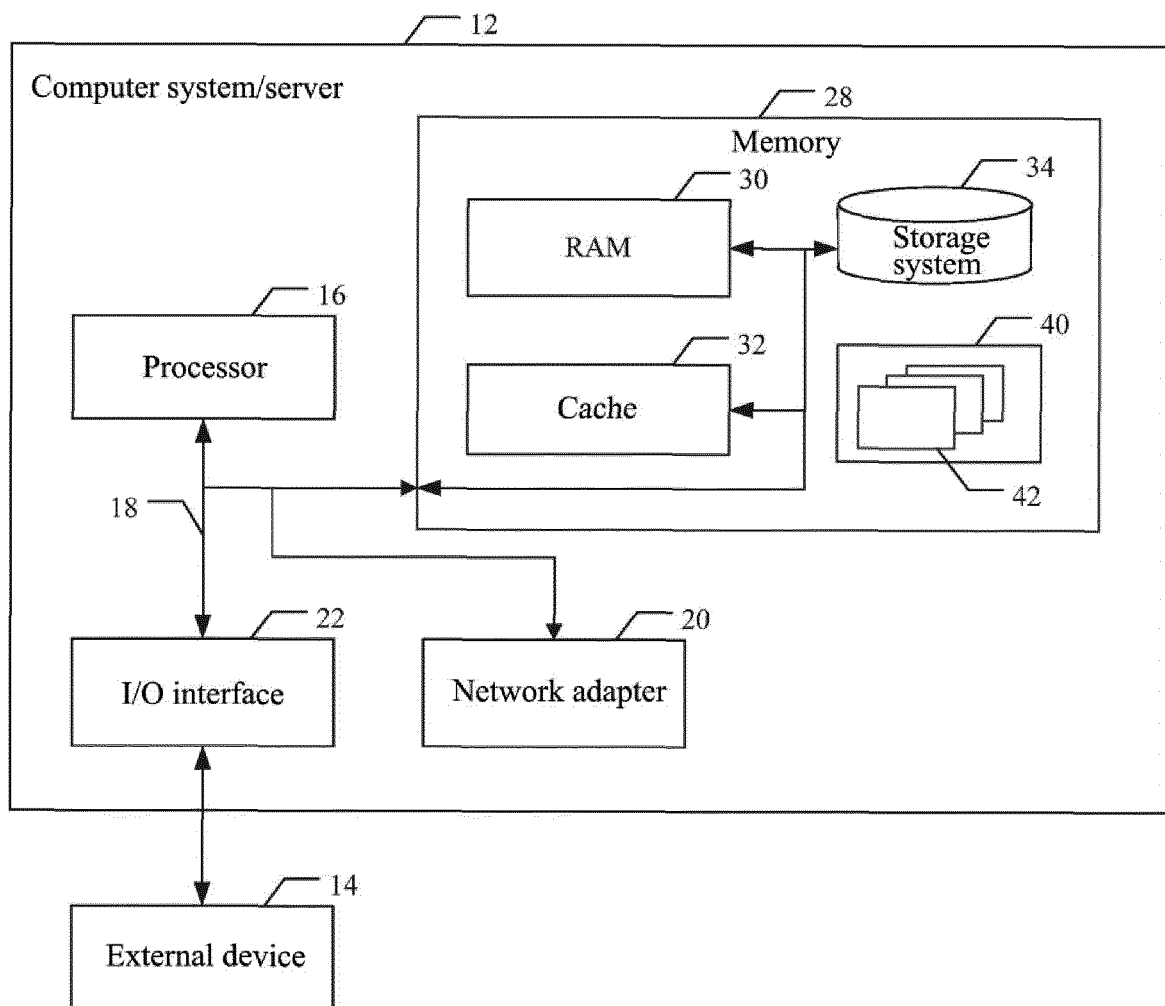 12
Computer system/server
28
Memory
30
34
RAM
Storage
system
16
32
40
Processor
Cache
18
42
22
20
I/O interface
Network adapter
14
External device